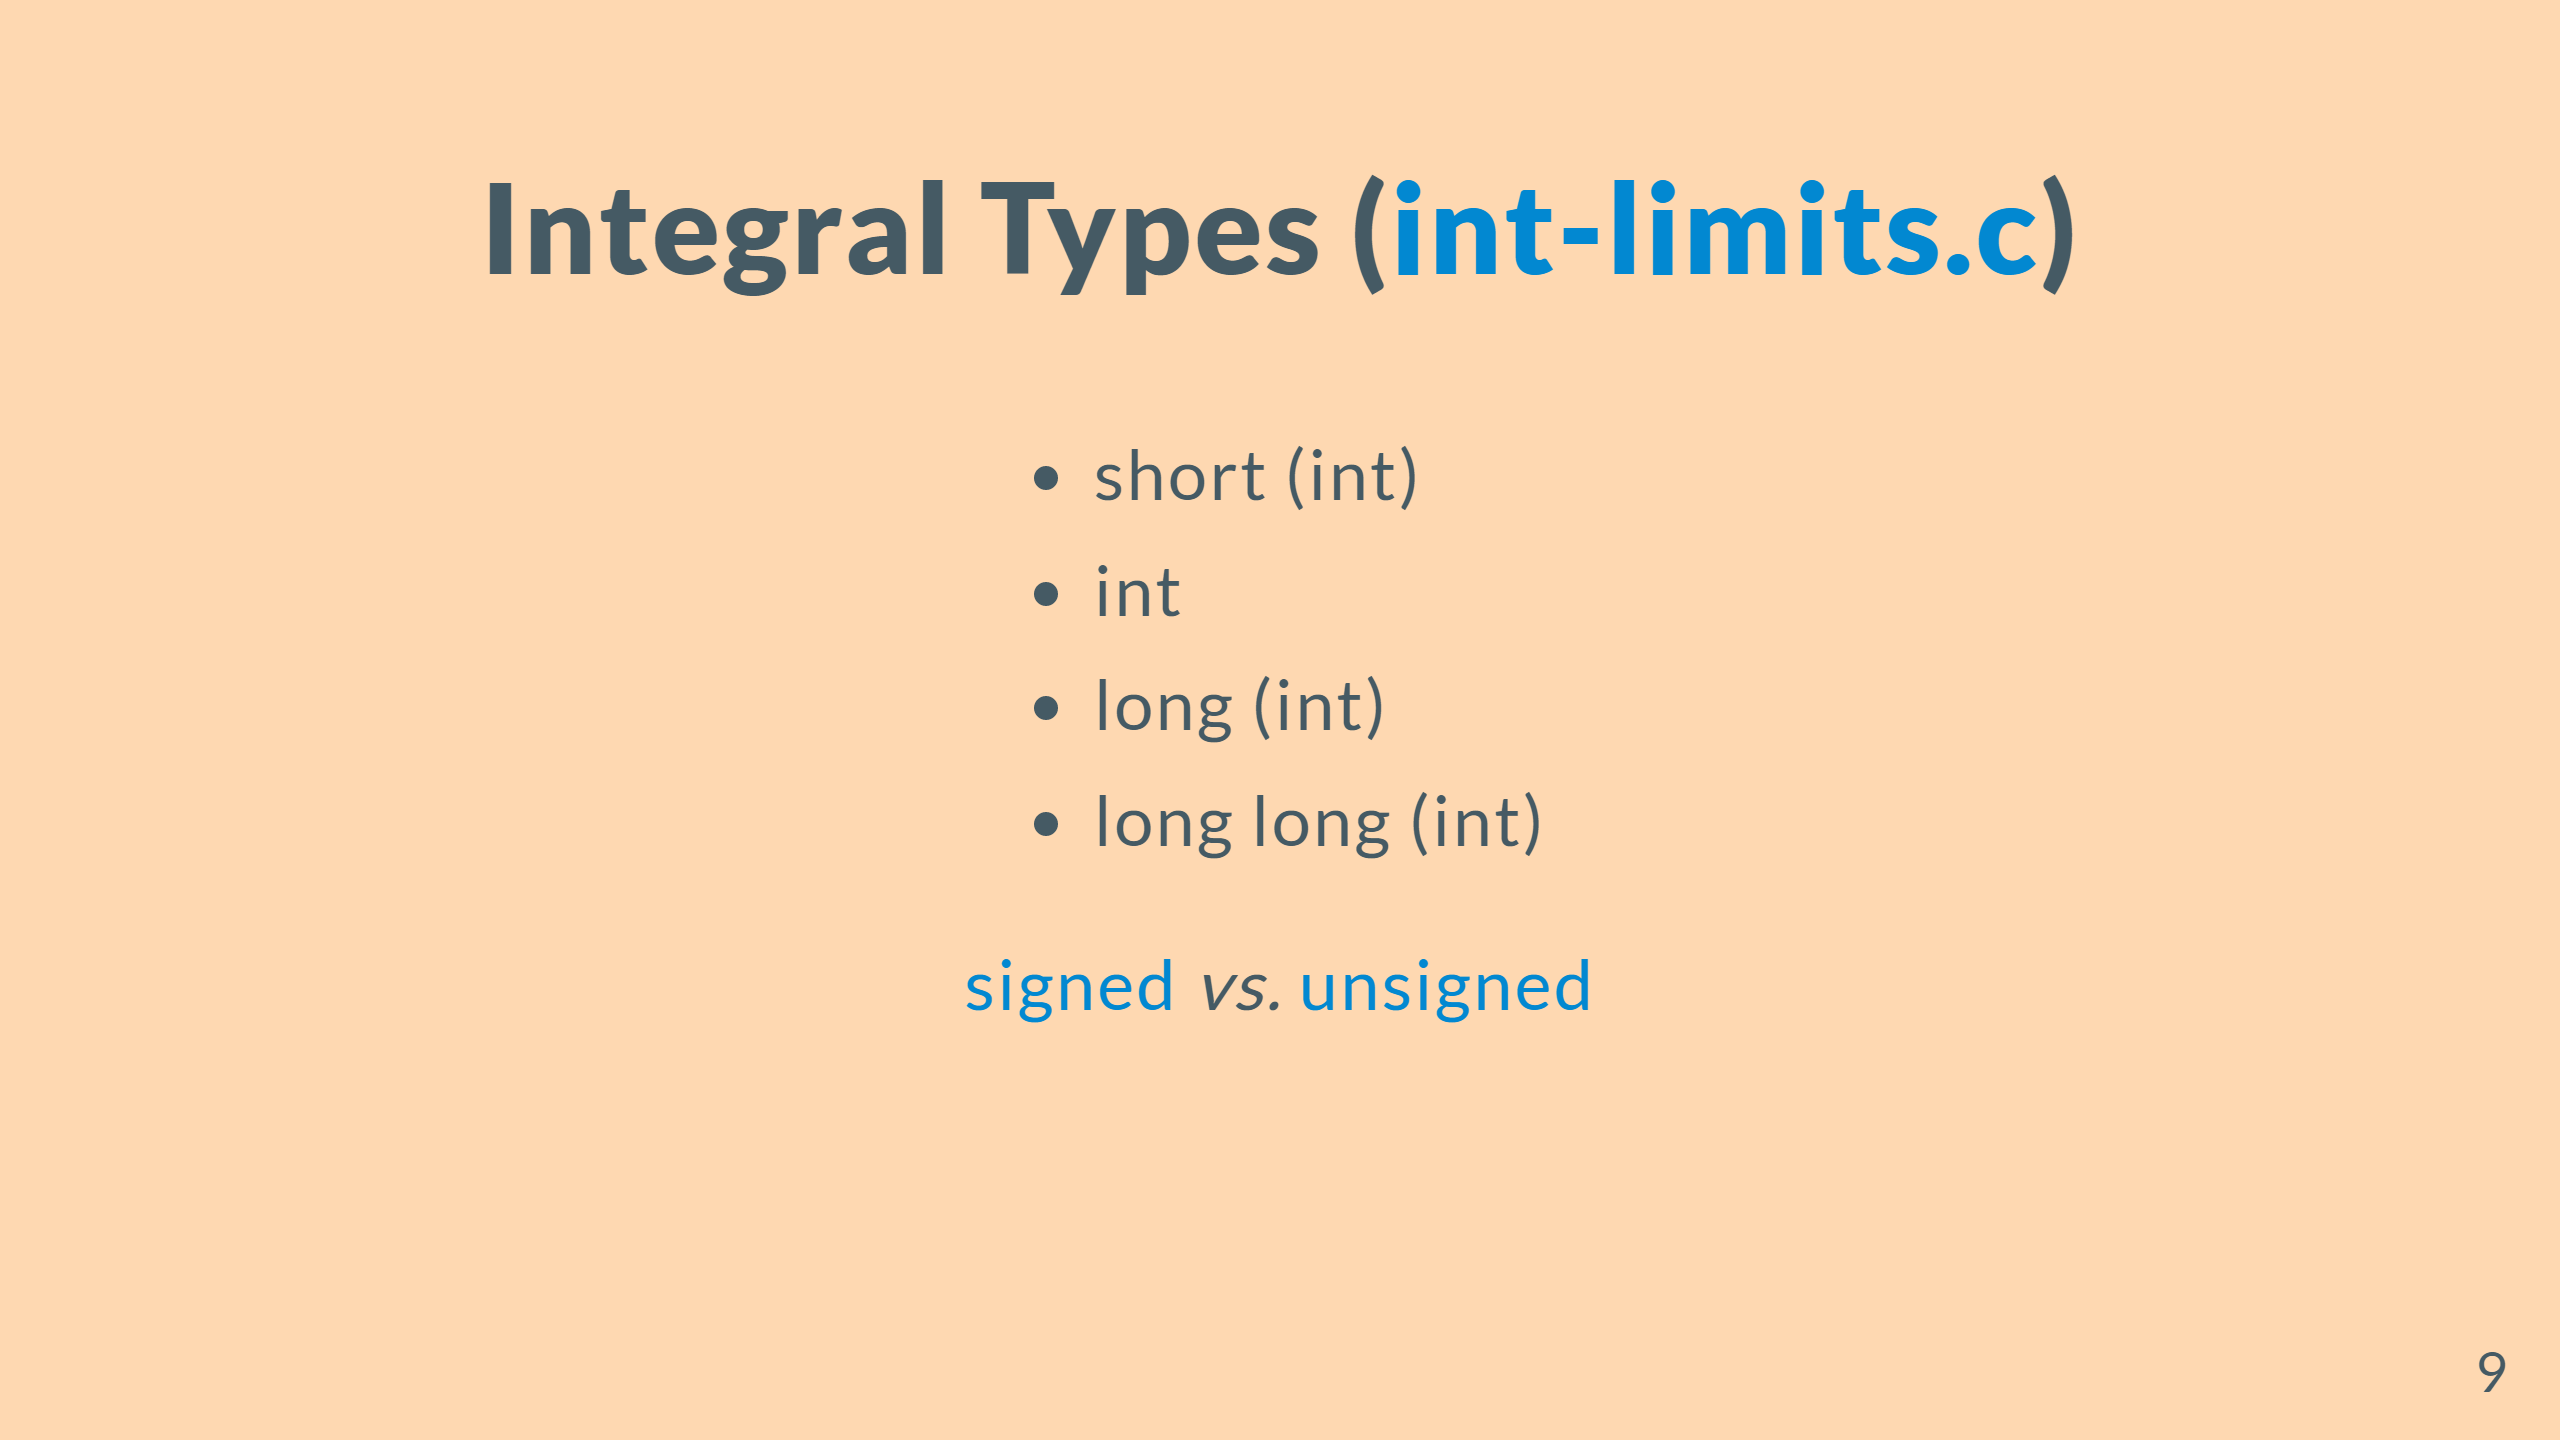 Integral Types (int-limits.c)
short (int)
int
long (int)
long long (int)
signed vs. unsigned
9